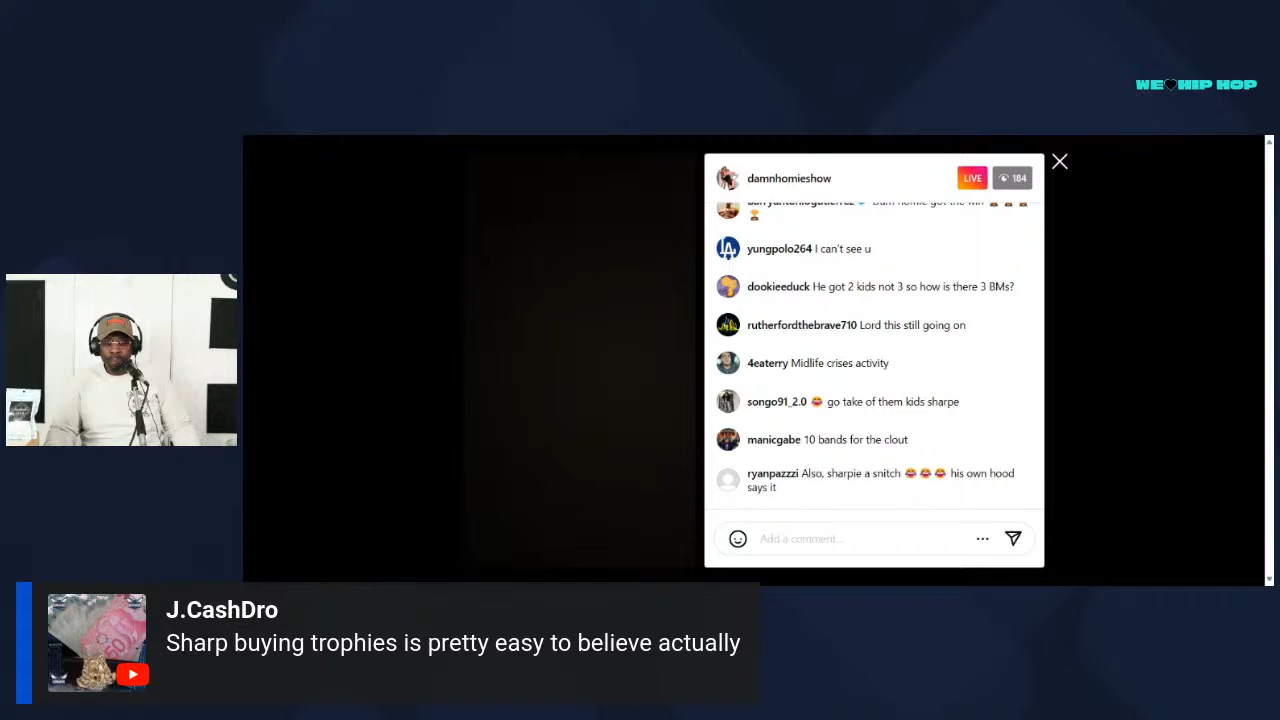 WE HIP HOP
damnhomieshow
LIVE
184
yungpolo264 I can't see u
dookieeduck He got 2 kids not 3 so how is there 3 BMs?
rutherfordthebrave710 Lord this still going on
4eaterry Midlife crises activity
songo91_2.0 😂 go take of them kids sharpe
manicgabe 10 bands for the clout
ryanpazzzi Also, sharpie a snitch 😂😂😂 his own hood
says it
Add a comment...
J.CashDro
Sharp buying trophies is pretty easy to believe actually